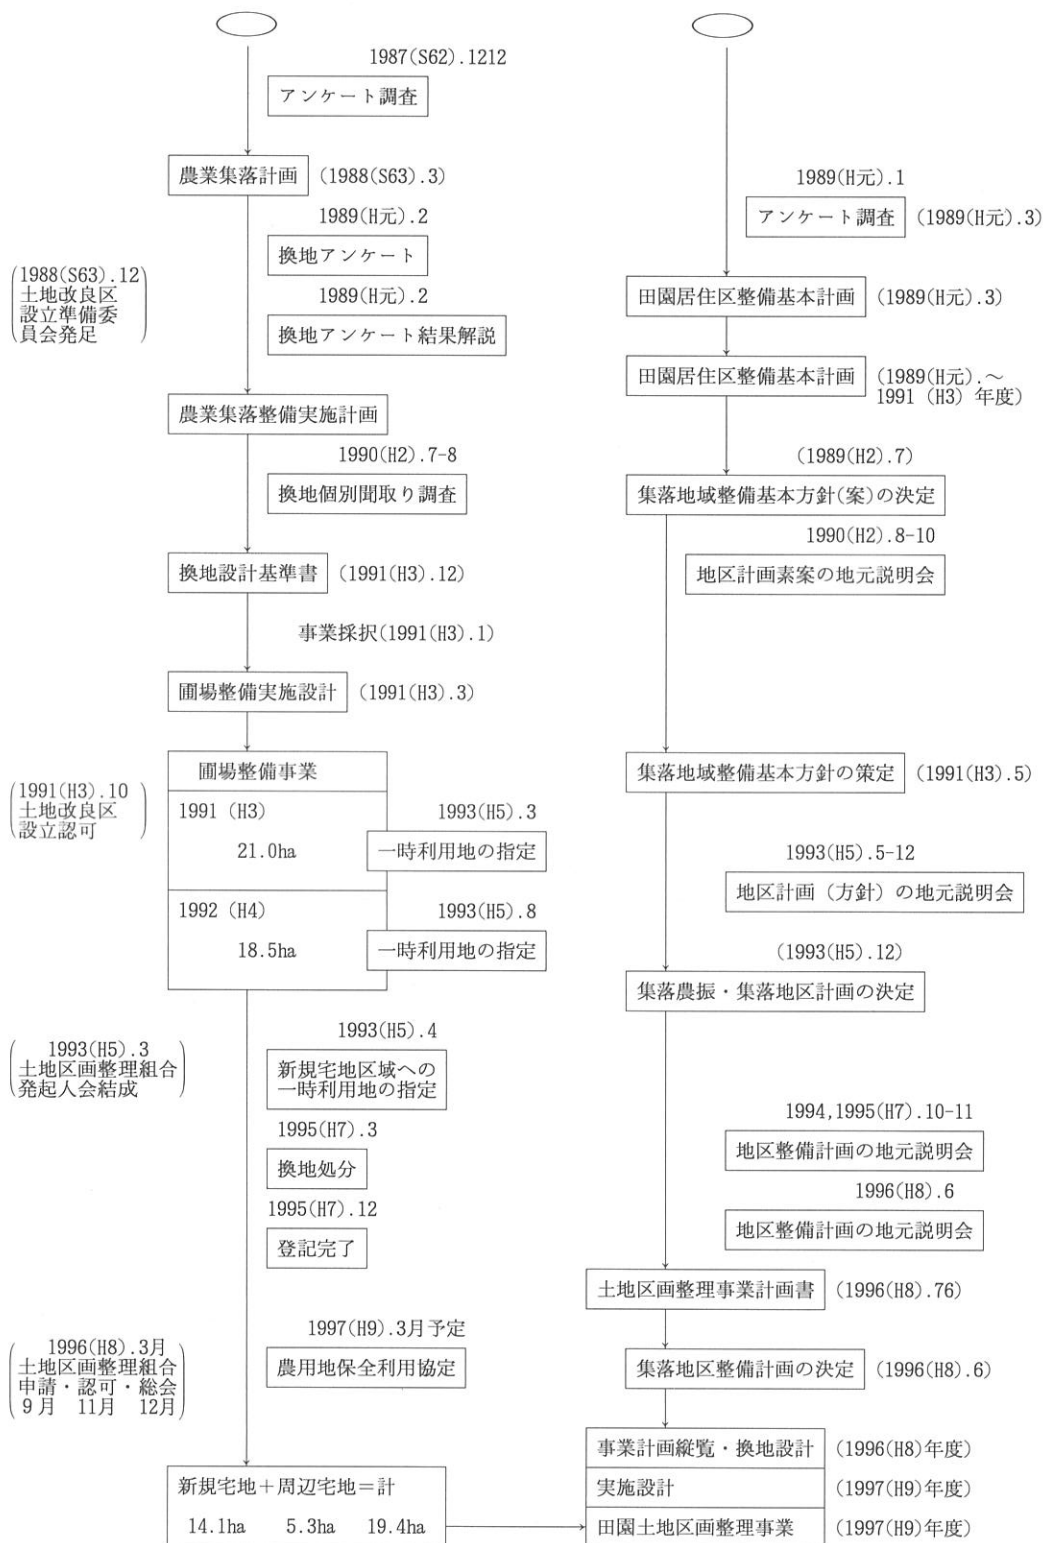 1987(S62).1212
アンケート調査
農業集落計画 (1988(S63).3)
1989(H元).2
換地アンケート
1989(H元).2
換地アンケート結果解説
(1988(S63).12
土地改良区
設立準備委
員会発足)
農業集落整備実施計画
1990(H2).7-8
換地個別聞取り調査
換地設計基準書 (1991(H3).12)
事業採択(1991(H3).1)
圃場整備実施設計 (1991(H3).3)
圃場整備事業
(1991(H3).10
土地改良区
設立認可)
1991 (H3)
21.0ha
1993(H5).3
一時利用地の指定
1992 (H4)
18.5ha
1993(H5).8
一時利用地の指定
(1993(H5).3
土地区画整理組合
発起人会結成)
1993(H5).4
新規宅地区域への
一時利用地の指定
1995(H7).3
換地処分
1995(H7).12
登記完了
(1996(H8).3月
土地区画整理組合
申請・認可・総会
9月 11月 12月)
1997(H9).3月予定
農用地保全利用協定
新規宅地+周辺宅地=計
14.1ha 5.3ha 19.4ha
1989(H元).1
アンケート調査 (1989(H元).3)
田園居住区整備基本計画 (1989(H元).3)
田園居住区整備基本計画 (1989(H元).~
1991 (H3) 年度)
(1989(H2).7)
集落地域整備基本方針(案)の決定
1990(H2).8-10
地区計画素案の地元説明会
集落地域整備基本方針の策定 (1991(H3).5)
1993(H5).5-12
地区計画(方針)の地元説明会
(1993(H5).12)
集落農振・集落地区計画の決定
1994,1995(H7).10-11
地区整備計画の地元説明会
1996(H8).6
地区整備計画の地元説明会
土地区画整理事業計画書 (1996(H8).76)
集落地区整備計画の決定 (1996(H8).6)
事業計画縦覧・換地設計 (1996(H8)年度)
実施設計 (1997(H9)年度)
田園土地区画整理事業 (1997(H9)年度)